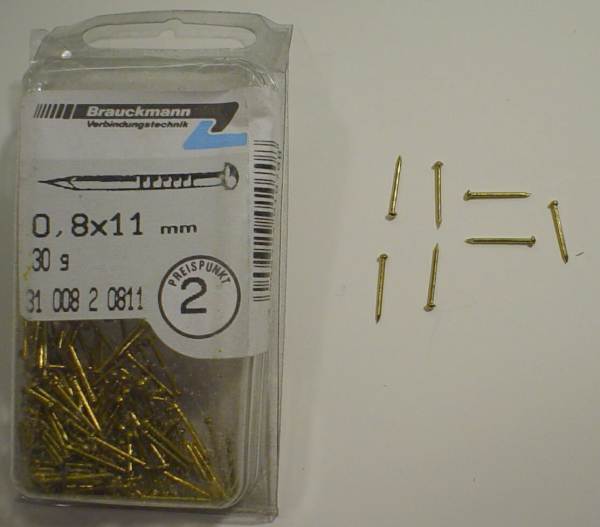 Brauckmann
Verbindungstechnik
0,8x11 mm
30 g
31 008 2 0811
PREISPUNKT
2